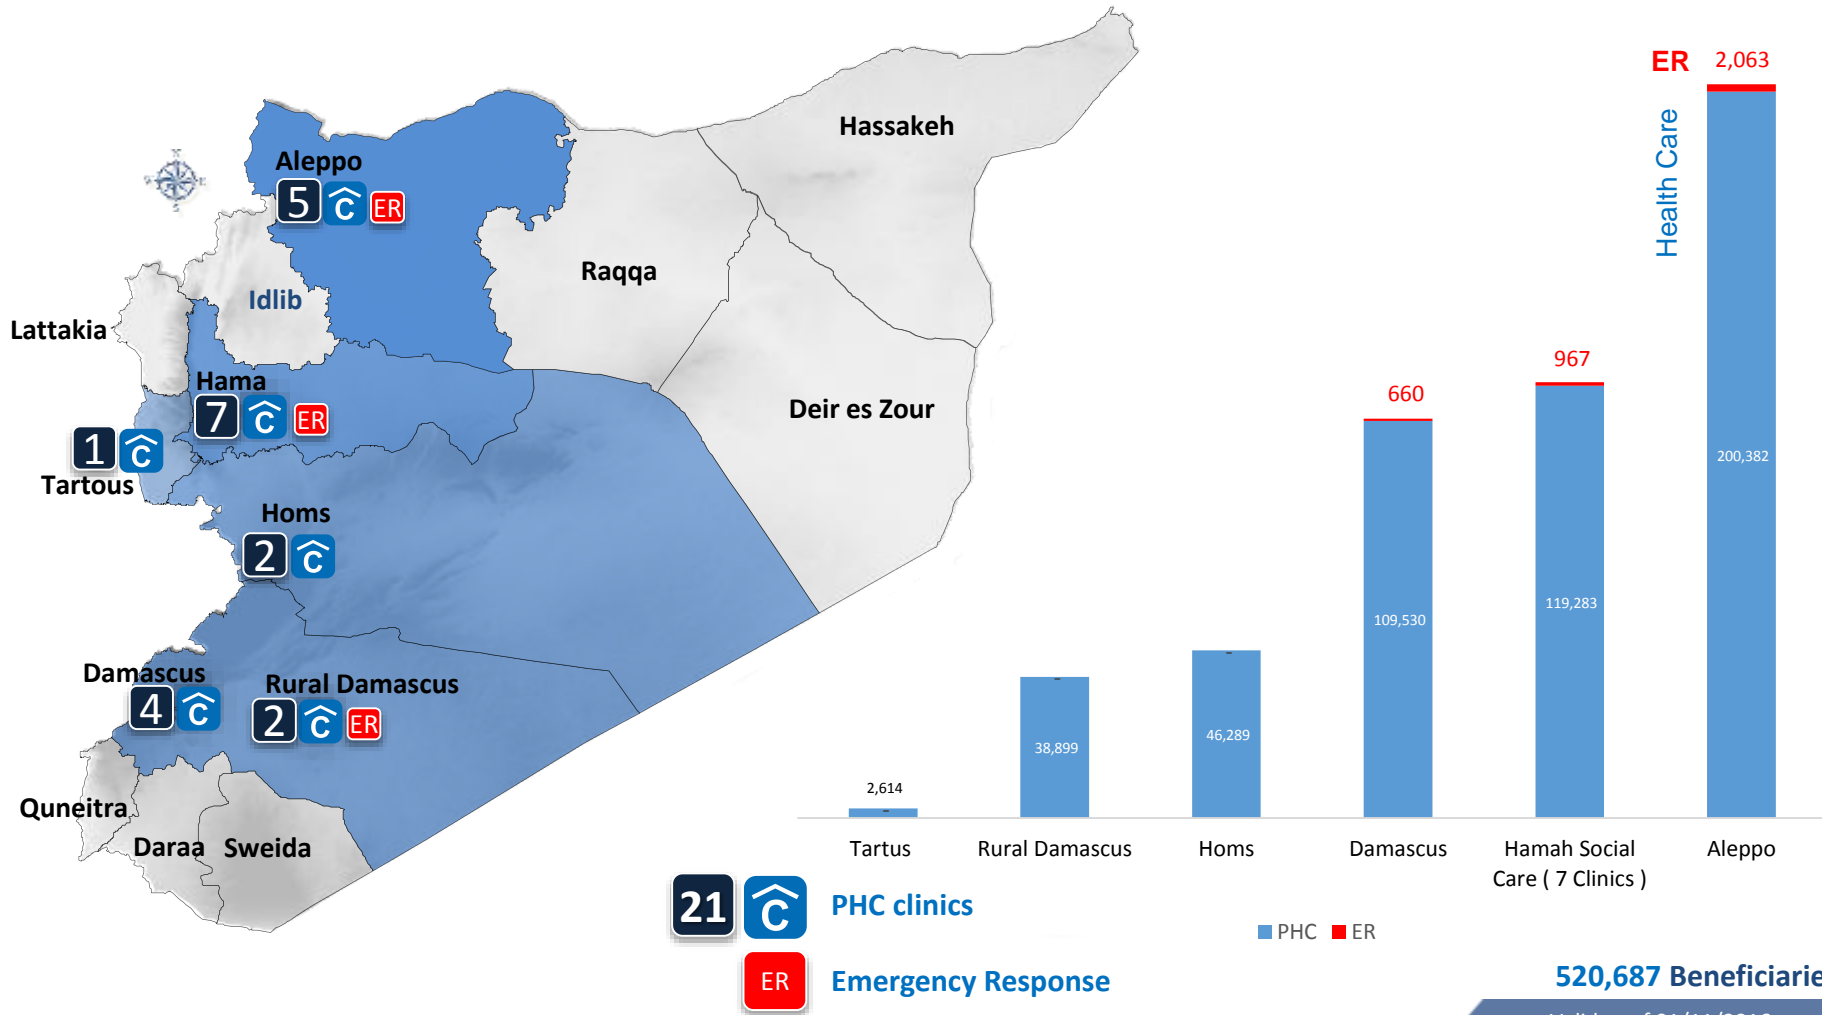 Aleppo
5 C ER
Hassakeh
Raqqa
Idlib
Lattakia
Hama
7 C ER
Deir es Zour
1 C
Tartous
Homs
2 C
Damascus
4 C
Rural Damascus
2 C ER
Quneitra
Daraa
Sweida
ER 2,063
Health Care
967
660
200,382
119,283
109,530
46,289
38,899
2,614
Tartus
Rural Damascus
Homs
Damascus
Hamah Social
Care ( 7 Clinics )
Aleppo
PHC ER
21 C PHC clinics
ER Emergency Response
520,687 Beneficiarie